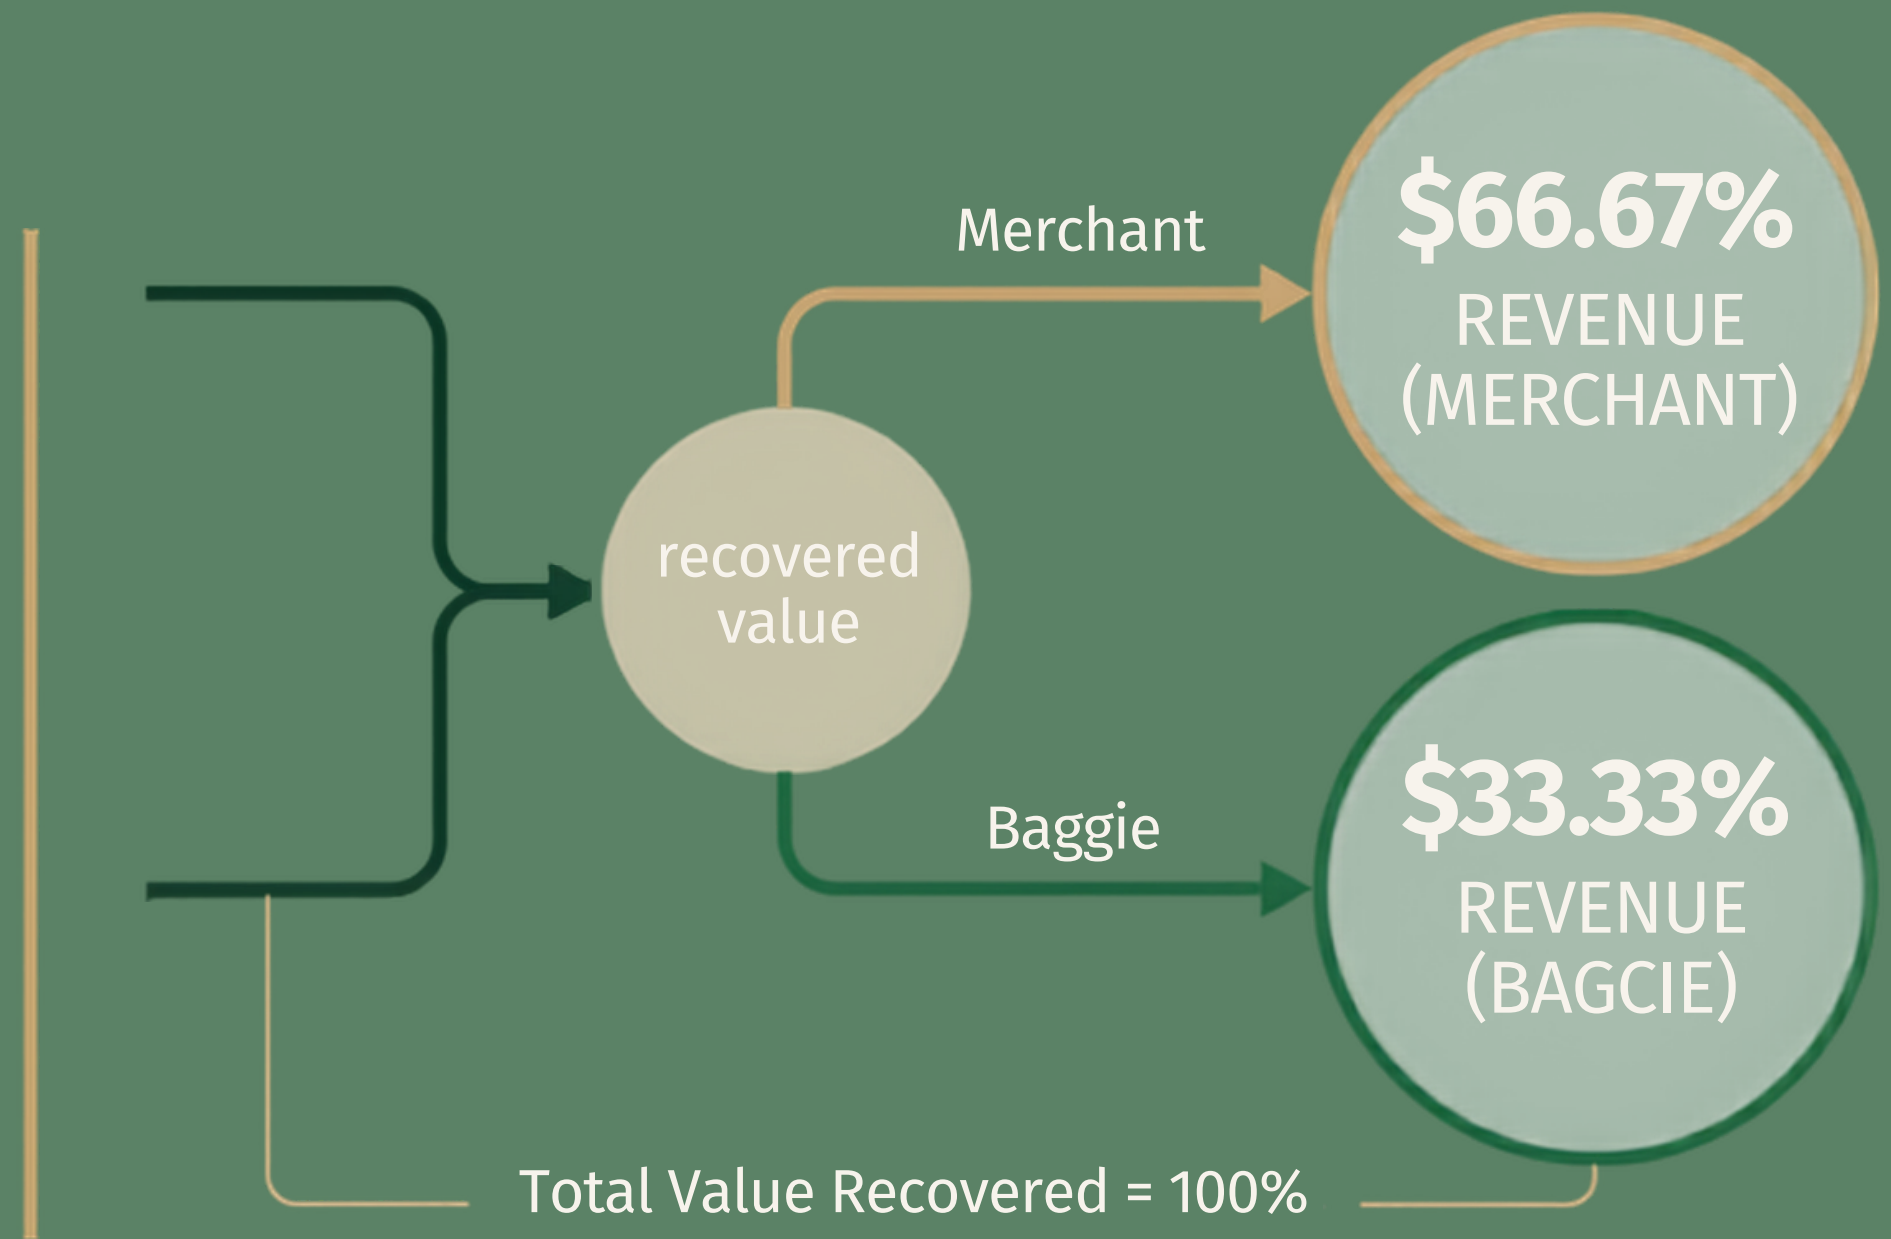 Merchant
$66.67%
REVENUE
(MERCHANT)
recovered
value
Baggie
$33.33%
REVENUE
(BAGCIE)
Total Value Recovered = 100%